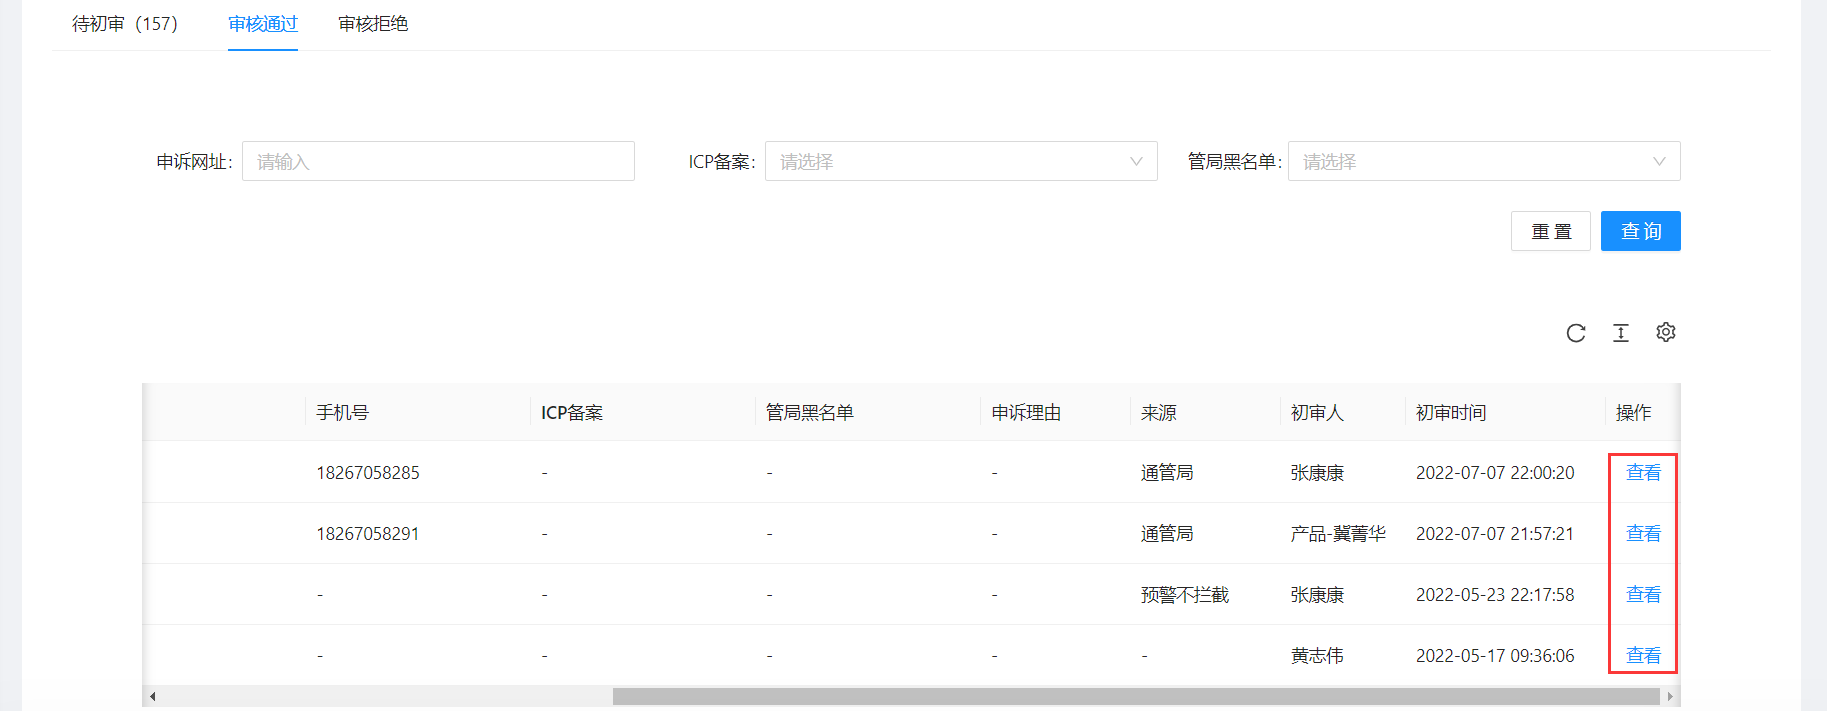 待初审（157） 审核通过 审核拒绝
申诉网址: 请输入 ICP备案: 请选择 管局黑名单: 请选择
重 置 查 询
手机号 ICP备案 管局黑名单 申诉理由 来源 初审人 初审时间 操作
18267058285 - - - 通管局 张康康 2022-07-07 22:00:20 查看
18267058291 - - - 通管局 产品-冀菁华 2022-07-07 21:57:21 查看
- - - - 预警不拦截 张康康 2022-05-23 22:17:58 查看
- - - - - 黄志伟 2022-05-17 09:36:06 查看